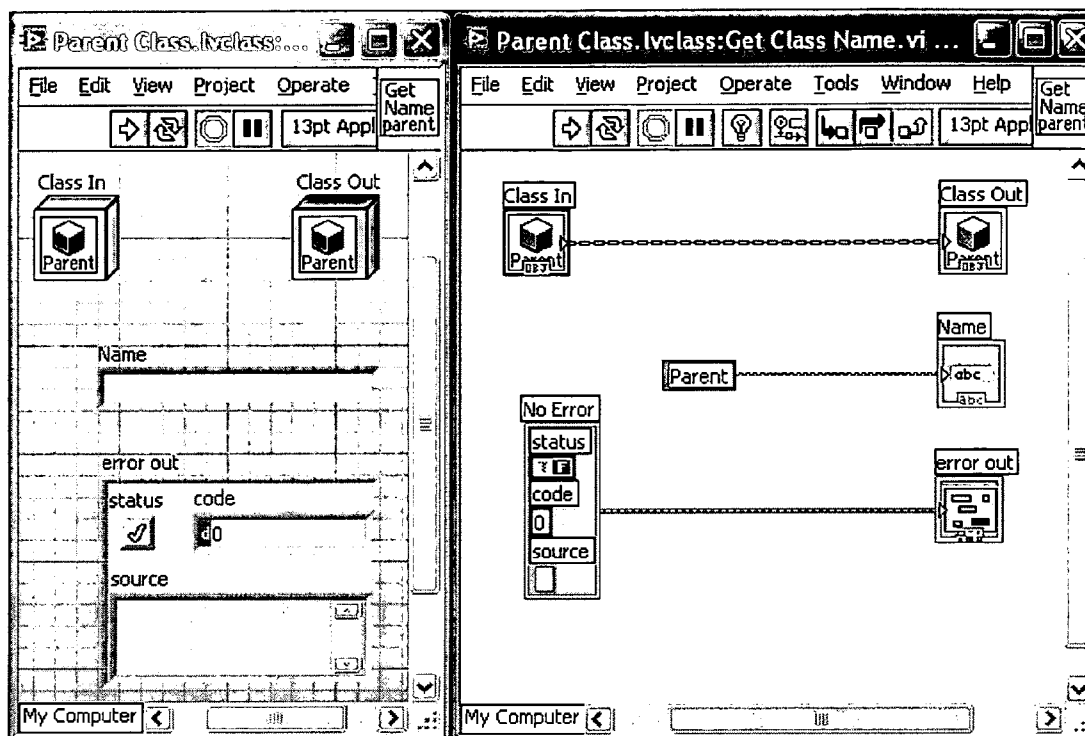 Parent Class.lvclass:...
File Edit View Project Operate
Get Name parent
13pt Appl
Class In
Class Out
Parent
Parent
Name
error out
status
code
d0
source
My Computer
Parent Class.lvclass:Get Class Name.vi ...
File Edit View Project Operate Tools Window Help
Get Name parent
13pt Appl
Class In
Class Out
Parent
OBJ
Parent
OBJ
Name
Parent
abc
abc
No Error
status
F
code
0
source
error out
My Computer